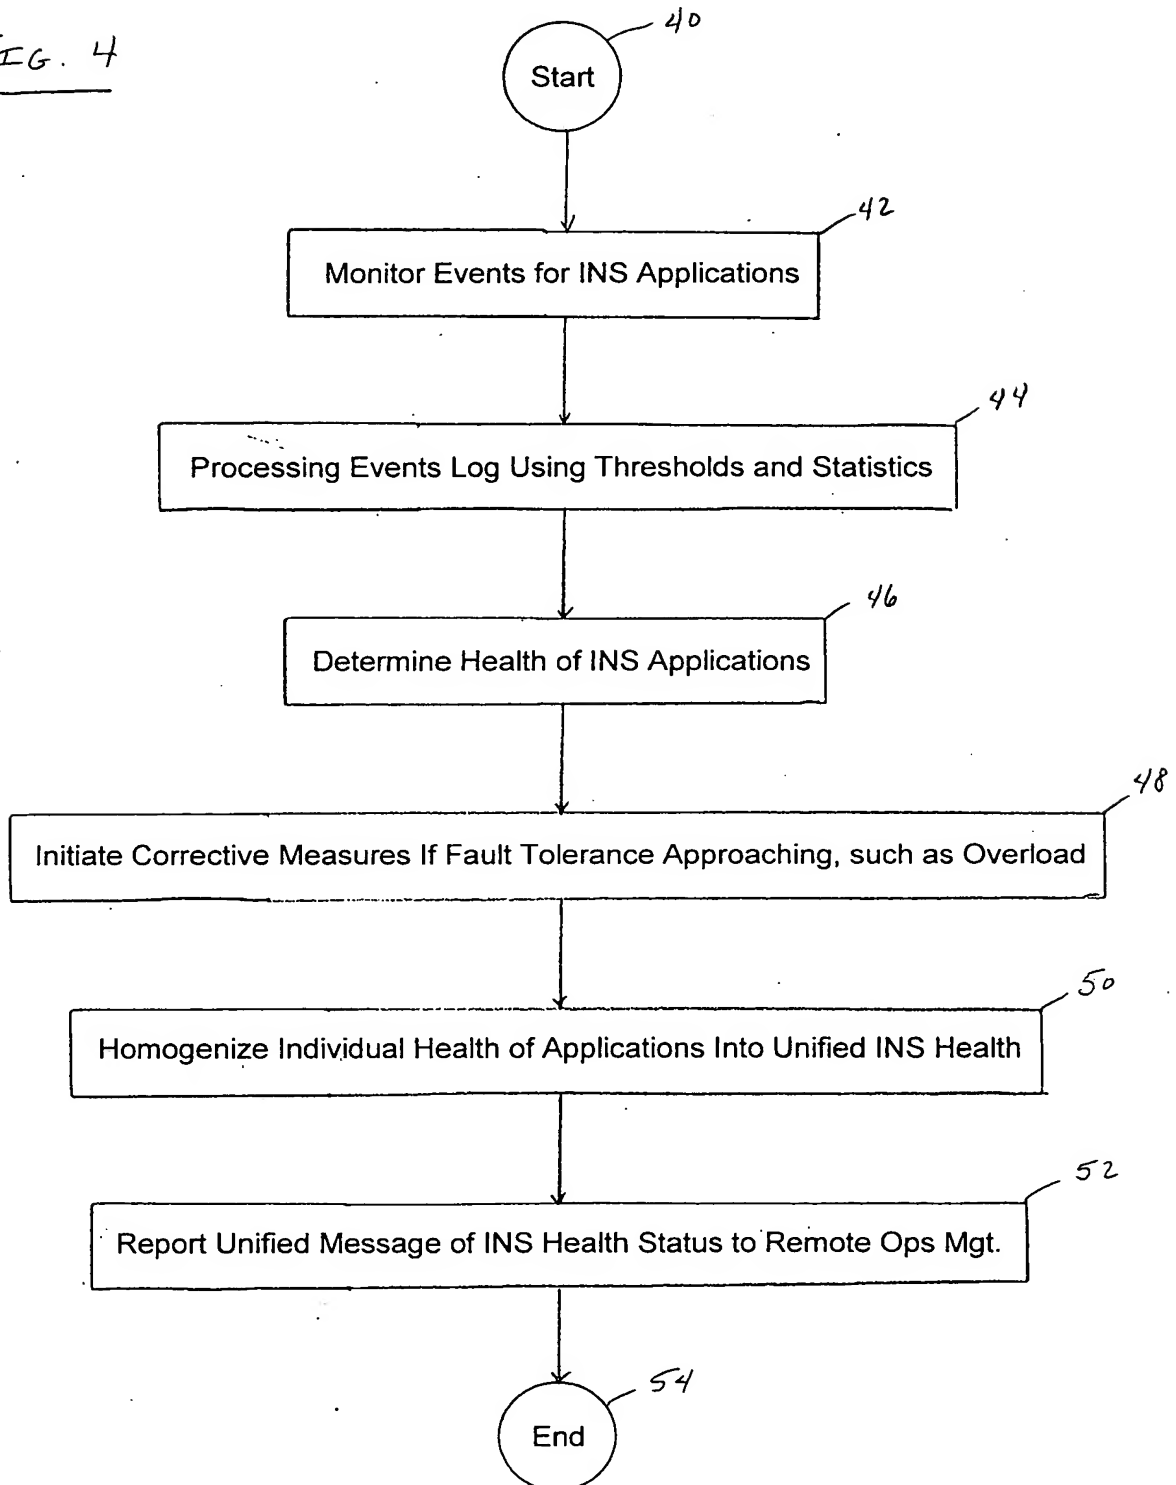 FIG. 4
40
Start
42
Monitor Events for INS Applications
44
Processing Events Log Using Thresholds and Statistics
46
Determine Health of INS Applications
48
Initiate Corrective Measures If Fault Tolerance Approaching, such as Overload
50
Homogenize Individual Health of Applications Into Unified INS Health
52
Report Unified Message of INS Health Status to Remote Ops Mgt.
54
End